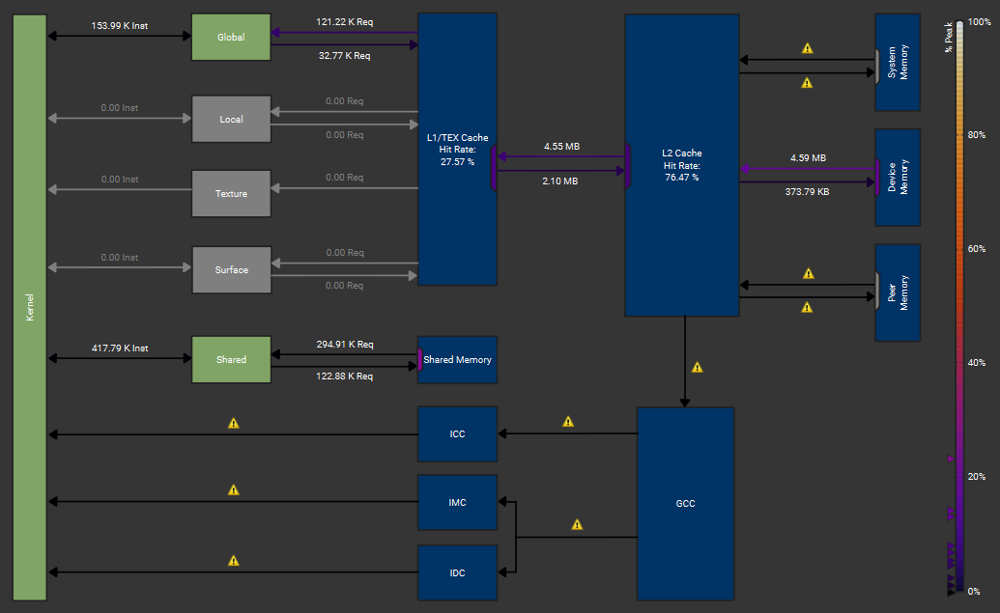 153.99 K Inst
Global
121.22 K Req
32.77 K Req
0.00 Inst
Local
0.00 Req
0.00 Req
0.00 Inst
Texture
0.00 Req
0.00 Inst
Surface
0.00 Req
0.00 Req
Kernel
417.79 K Inst
Shared
294.91 K Req
122.88 K Req
Shared Memory
L1/TEX Cache
Hit Rate:
27.57 %
4.55 MB
2.10 MB
L2 Cache
Hit Rate:
76.47 %
System
Memory
4.59 MB
373.79 KB
Device
Memory
Peer
Memory
ICC
IMC
IDC
GCC
% Peak
100%
80%
60%
40%
20%
0%